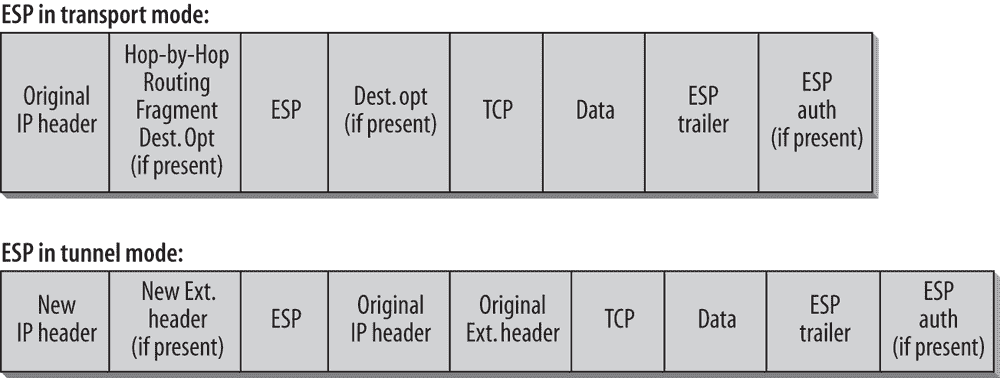 ESP in transport mode:
Original
IP header
Hop-by-Hop
Routing
Fragment
Dest. Opt
(if present)
ESP
Dest. opt
(if present)
TCP
Data
ESP
trailer
ESP
auth
(if present)
ESP in tunnel mode:
New
IP header
New Ext.
header
(if present)
ESP
Original
IP header
Original
Ext. header
TCP
Data
ESP
trailer
ESP
auth
(if present)